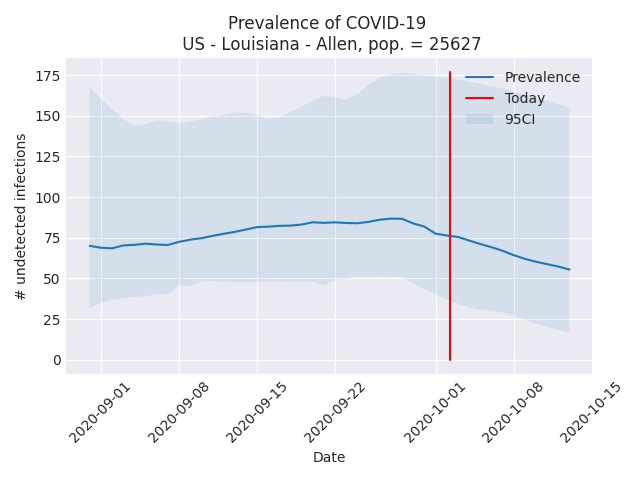 Prevalence of COVID-19
US - Louisiana - Allen, pop. = 25627
Prevalence
Today
95CI
# undetected infections
175
150
125
100
75
50
25
0
2020-09-01
2020-09-08
2020-09-15
2020-09-22
2020-10-01
2020-10-08
2020-10-15
Date